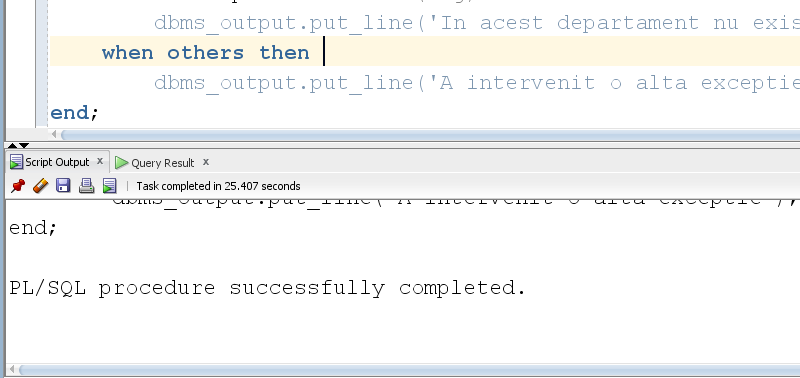 dbms_output.put_line('In acest departament nu exis
when others then
dbms_output.put_line('A intervenit o alta exceptie
end;
Script Output x Query Result x
Task completed in 25.407 seconds
dbms_output.put_line('A intervenit o alta exceptie');
end;
PL/SQL procedure successfully completed.